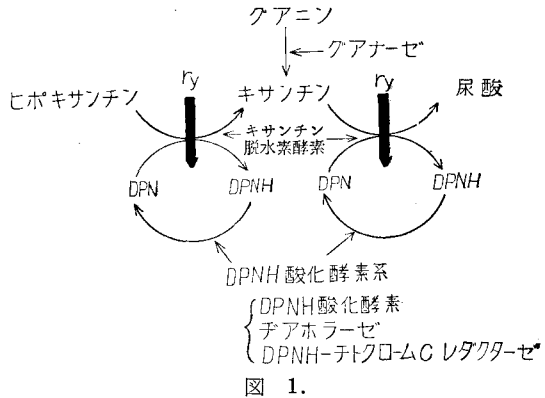 グアニン
グアナーゼ
ry
ry
ヒポキサンチン
キサンチン
尿酸
キサンチン
脱水素酵素
DPN
DPNH
DPN
DPNH
DPNH酸化酵素系
DPNH酸化酵素
ヂアホラーゼ
DPNH-チトクロームC レダクターゼ
図 1.